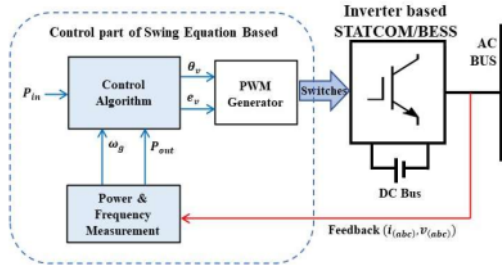 Control part of Swing Equation Based
Inverter based
STATCOM/BESS
AC
BUS
P_in
Control
Algorithm
θ_v
e_v
PWM
Generator
Switches
ω_g
P_out
DC Bus
Power &
Frequency
Measurement
Feedback (i_(abc), v_(abc))